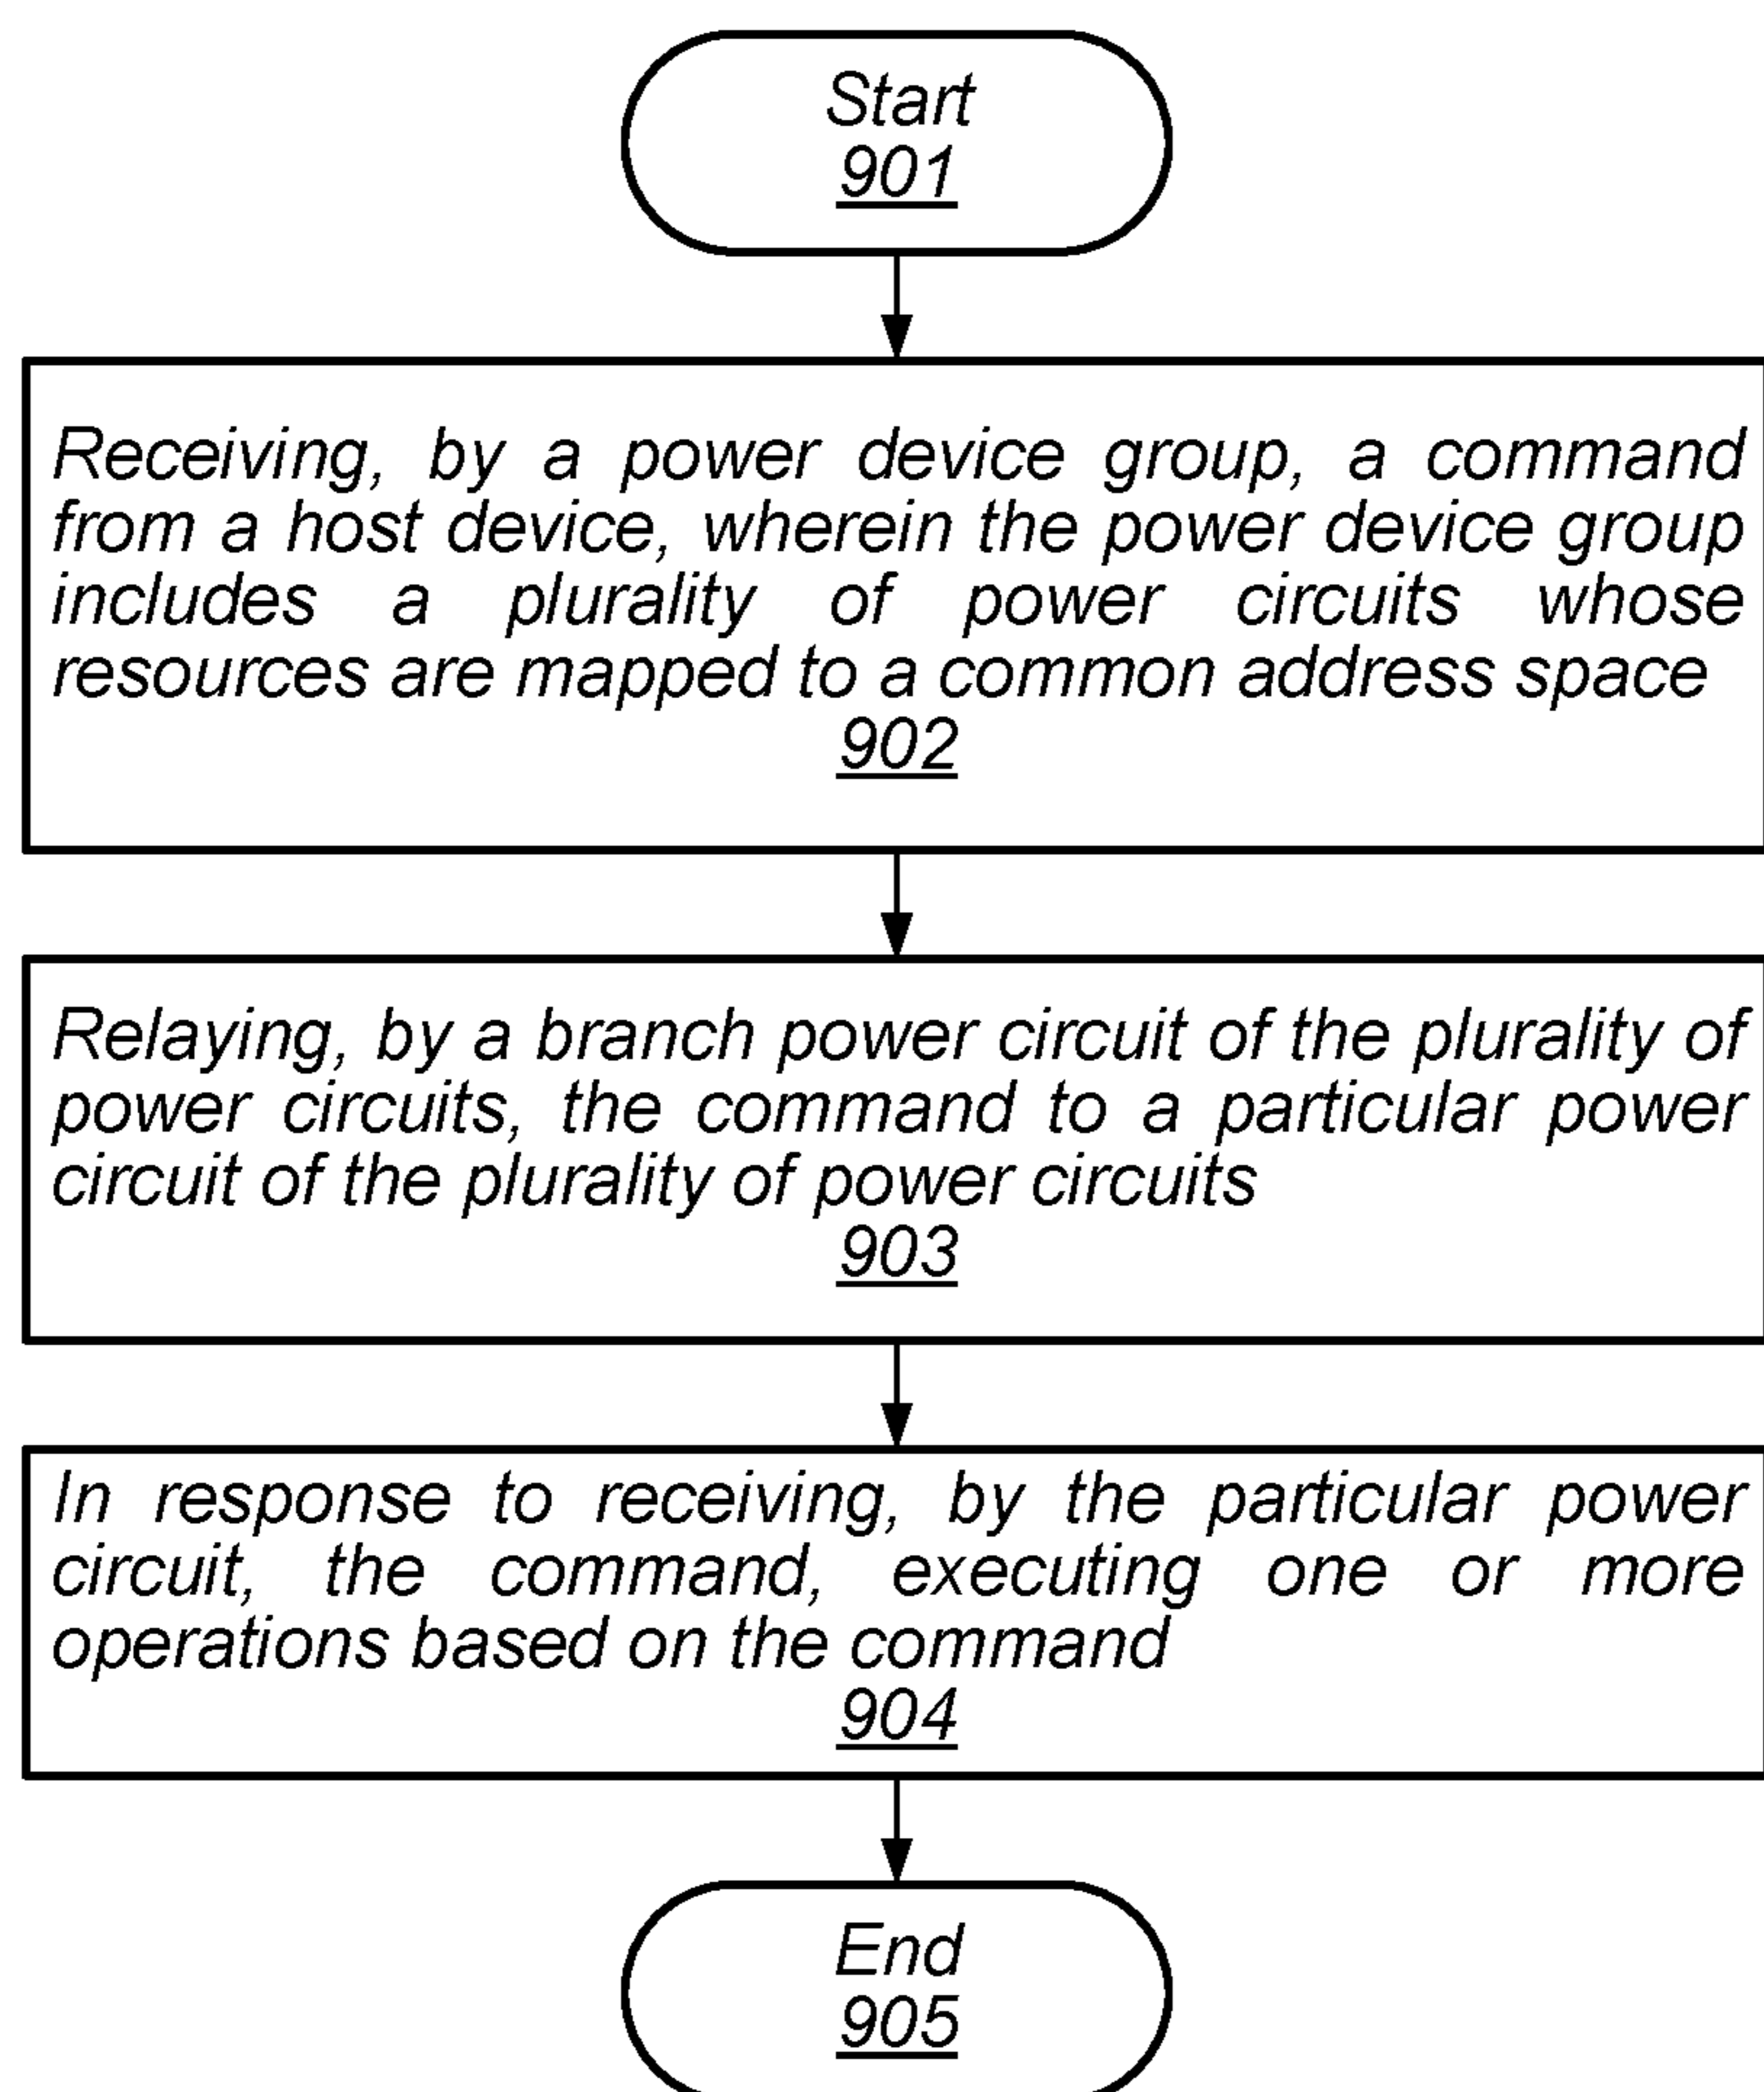 Start
901
Receiving, by a power device group, a command
from a host device, wherein the power device group
includes a plurality of power circuits whose
resources are mapped to a common address space
902
Relaying, by a branch power circuit of the plurality of
power circuits, the command to a particular power
circuit of the plurality of power circuits
903
In response to receiving, by the particular power
circuit, the command, executing one or more
operations based on the command
904
End
905